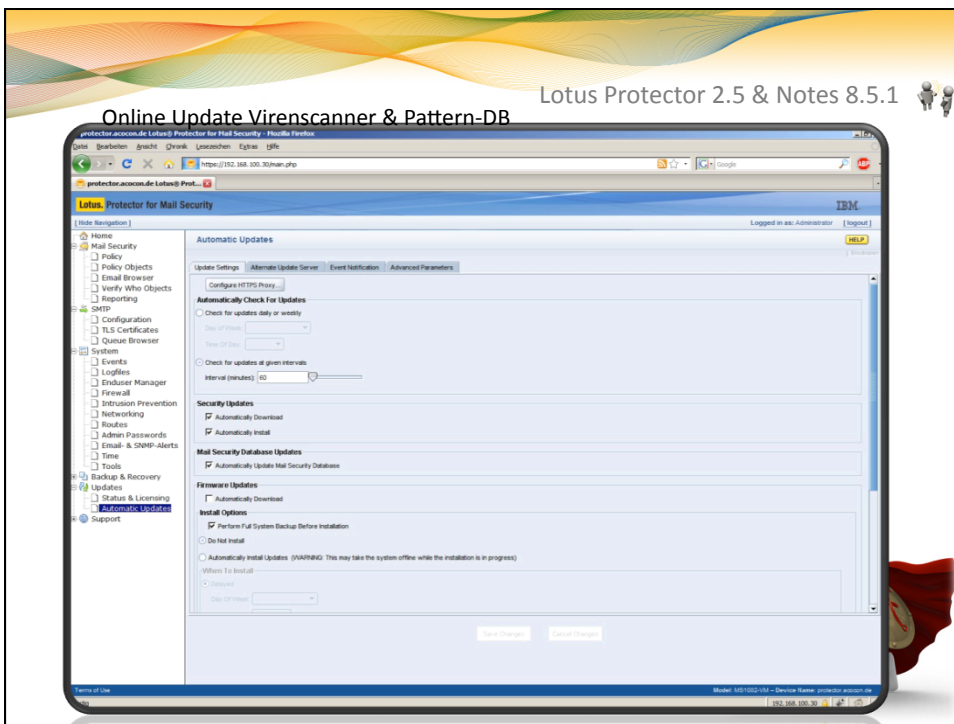 Lotus Protector 2.5 & Notes 8.5.1
Online Update Virenscanner & Pattern-DB
protector.acocon.de Lotus® Protector for Mail Security - Mozilla Firefox
Datei Bearbeiten Ansicht Chronik Lesezeichen Extras Hilfe
https://192.168.100.30/main.php
Google
ABP
protector.acocon.de Lotus® Prot...
Lotus. Protector for Mail Security
IBM
[ Hide Navigation ]
Logged in as: Administrator [ logout ]
Home
Mail Security
Policy
Policy Objects
Email Browser
Verify Who Objects
Reporting
SMTP
Configuration
TLS Certificates
Queue Browser
System
Events
Logfiles
Enduser Manager
Firewall
Intrusion Prevention
Networking
Routes
Admin Passwords
Email- & SNMP-Alerts
Time
Tools
Backup & Recovery
Updates
Status & Licensing
Automatic Updates
Support
Automatic Updates
HELP
Update Settings Alternate Update Server Event Notification Advanced Parameters
Configure HTTPS Proxy...
Automatically Check For Updates
Check for updates daily or weekly
Day of Week:
Time Of Day:
Check for updates at given intervals
Interval (minutes): 60
Security Updates
Automatically Download
Automatically Install
Mail Security Database Updates
Automatically Update Mail Security Database
Firmware Updates
Automatically Download
Install Options
Perform Full System Backup Before Installation
Do Not Install
Automatically Install Updates (WARNING: This may take the system offline while the installation is in progress)
When To Install
Delayed
Day Of Week:
Save Changes Cancel Changes
Terms of Use
Model: MS1002-VM – Device Name: protector.acocon.de
192.168.100.30